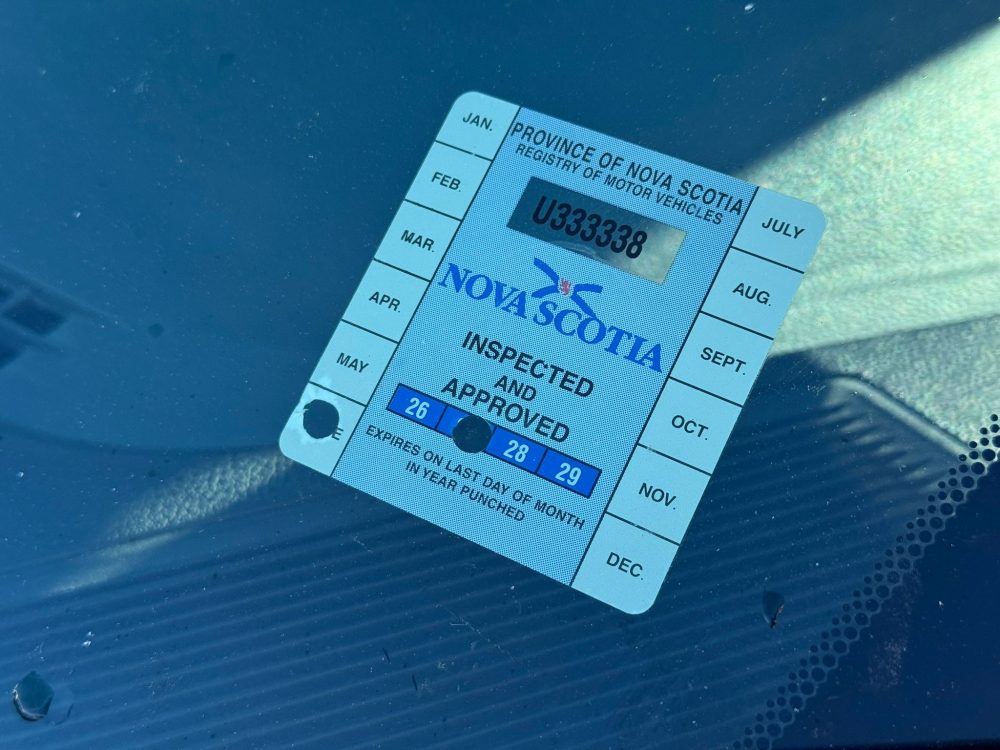 JAN.
FEB.
MAR.
APR.
MAY
E
PROVINCE OF NOVA SCOTIA
REGISTRY OF MOTOR VEHICLES
U333338
NOVA SCOTIA
INSPECTED
AND
APPROVED
26 28 29
EXPIRES ON LAST DAY OF MONTH
IN YEAR PUNCHED
JULY
AUG.
SEPT.
OCT.
NOV.
DEC.